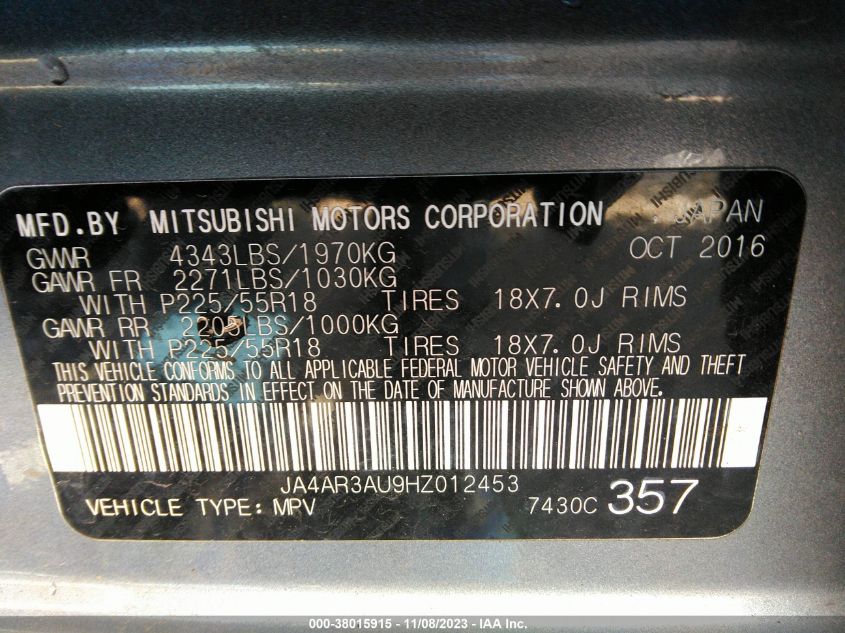 MFD.BY MITSUBISHI MOTORS CORPORATION , JAPAN
GVWR 4343LBS/1970KG OCT 2016
GAWR FR 2271LBS/1030KG
WITH P225/55R18 TIRES 18X7.0J RIMS
GAWR RR 2205LBS/1000KG
WITH P225/55R18 TIRES 18X7.0J RIMS
THIS VEHICLE CONFORMS TO ALL APPLICABLE FEDERAL MOTOR VEHICLE SAFETY AND THEFT
PREVENTION STANDARDS IN EFFECT ON THE DATE OF MANUFACTURE SHOWN ABOVE.
JA4AR3AU9HZ012453
VEHICLE TYPE: MPV 7430C 357
000-38015915 - 11/08/2023 - IAA Inc.